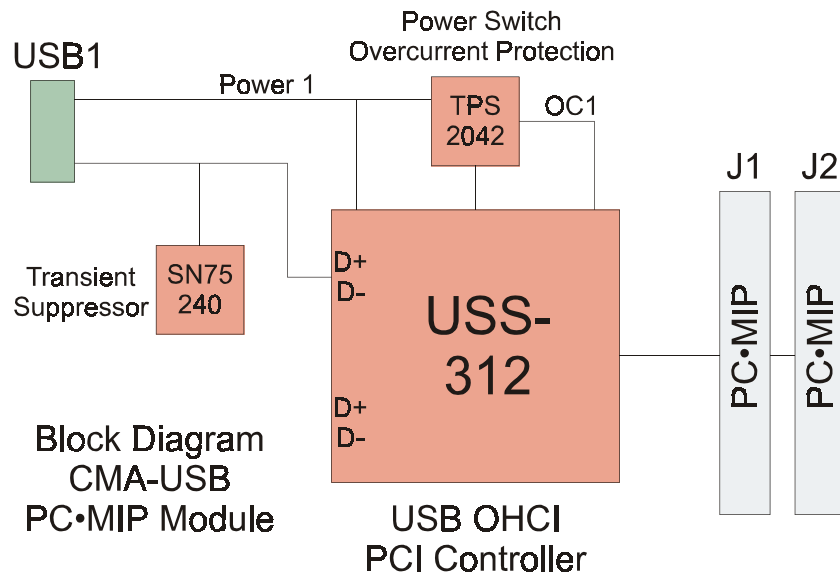 Power Switch
Overcurrent Protection
USB1
Power 1
TPS
2042
OC1
J1
J2
Transient
Suppressor
SN75
240
D+
D-
USS-
312
D+
D-
PC•MIP
PC•MIP
Block Diagram
CMA-USB
PC•MIP Module
USB OHCI
PCI Controller